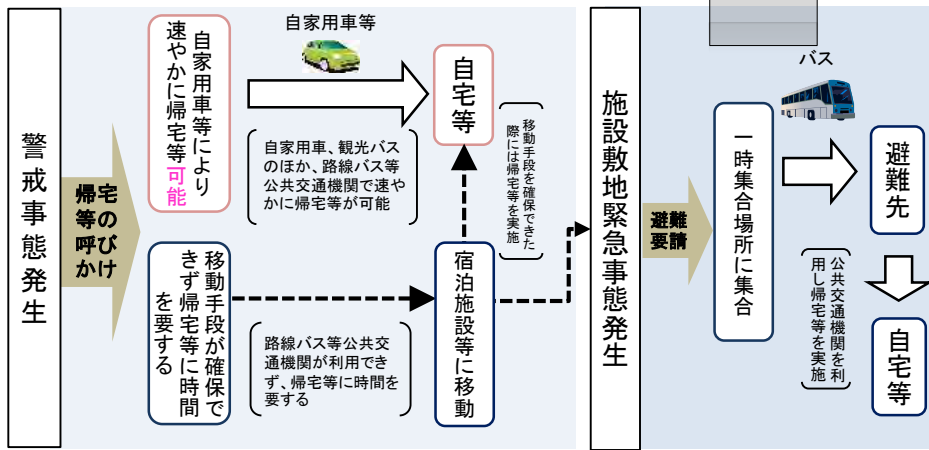 警戒事態発生
帰宅
等の
呼び
かけ
自家用車等により
速やかに帰宅等可能
自家用車等
自家用車、観光バス
のほか、路線バス等
公共交通機関で速や
かに帰宅等が可能
自宅等
移動手段を確保できた
際には帰宅等を実施
移動手段が確保で
きず帰宅等に時間
を要する
路線バス等公共交
通機関が利用でき
ず、帰宅等に時間を
要する
宿泊施設等に移動
施設敷地緊急事態発生
避難
要請
一時集合場所に集合
バス
避難先
公共交通機関を利
用し帰宅等を実施
自宅等